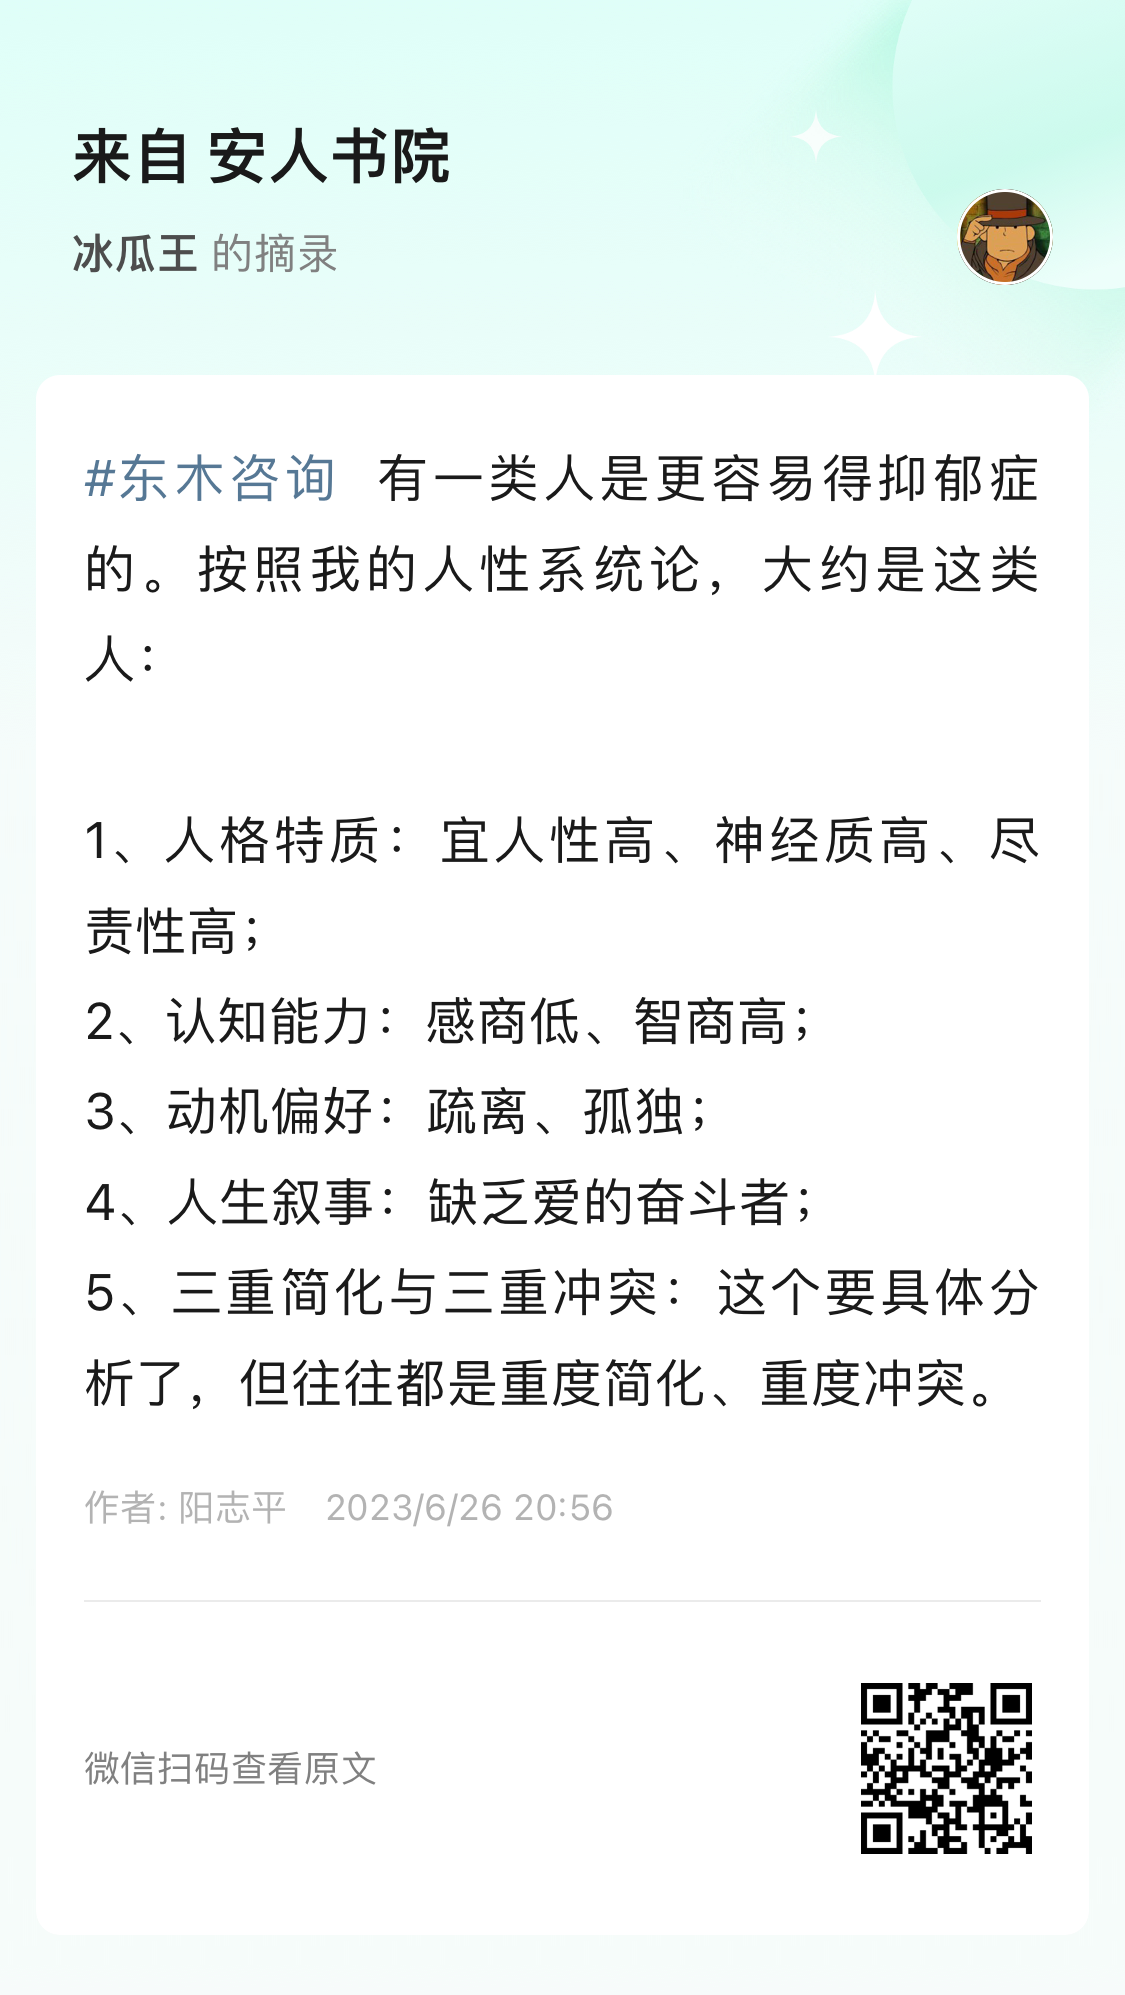 来自 安人书院
冰瓜王 的摘录
#东木咨询 有一类人是更容易得抑郁症
的。按照我的人性系统论，大约是这类
人：
1、人格特质：宜人性高、神经质高、尽
责性高；
2、认知能力：感商低、智商高；
3、动机偏好：疏离、孤独；
4、人生叙事：缺乏爱的奋斗者；
5、三重简化与三重冲突：这个要具体分
析了，但往往都是重度简化、重度冲突。
作者: 阳志平 2023/6/26 20:56
微信扫码查看原文